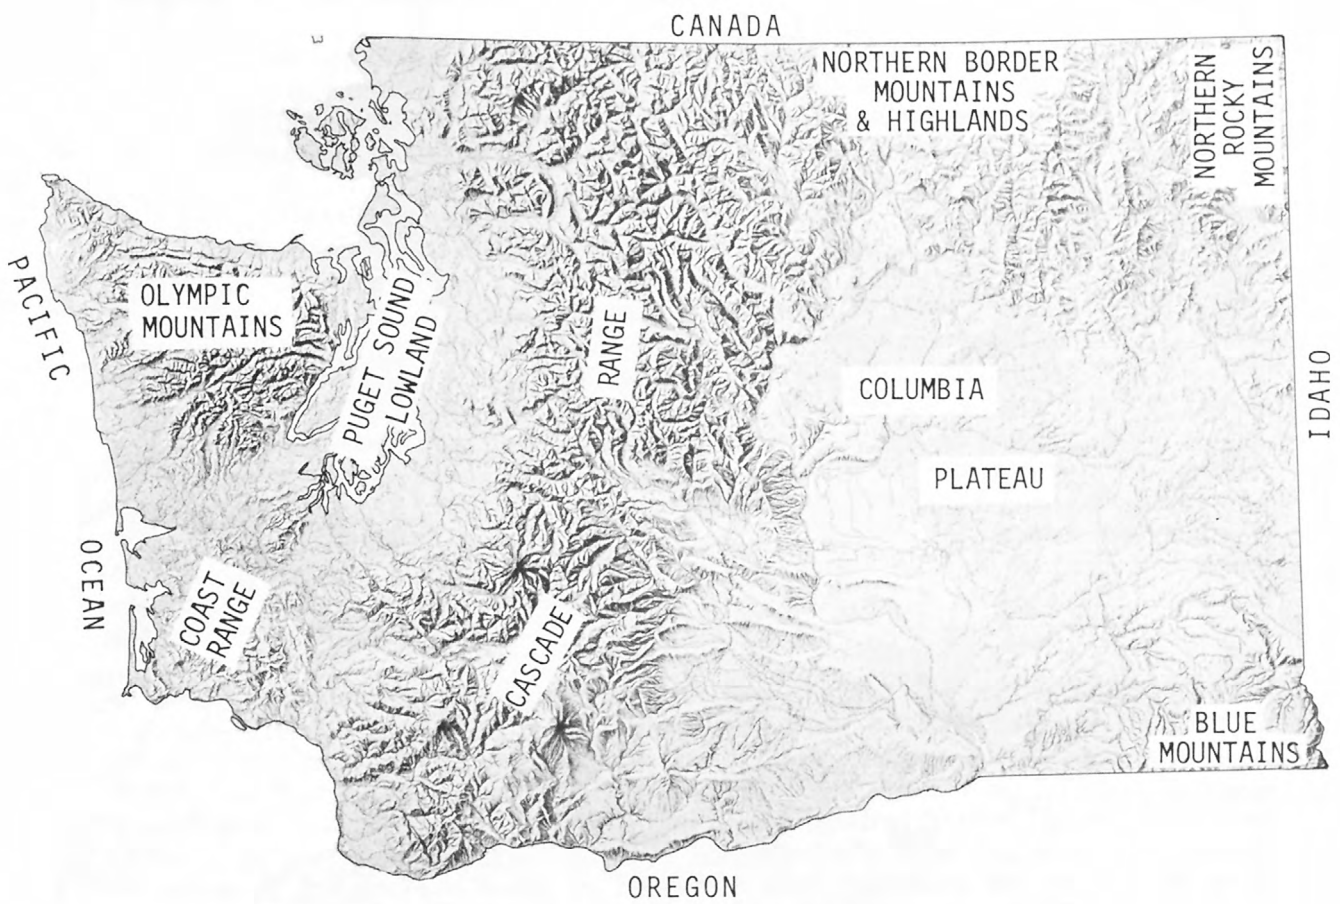 CANADA
NORTHERN BORDER
MOUNTAINS
& HIGHLANDS
NORTHERN
ROCKY
MOUNTAINS
OLYMPIC
MOUNTAINS
PACIFIC
OCEAN
PUGET SOUND
LOWLAND
CASCADE
RANGE
COLUMBIA
PLATEAU
IDAHO
COAST
RANGE
BLUE
MOUNTAINS
OREGON